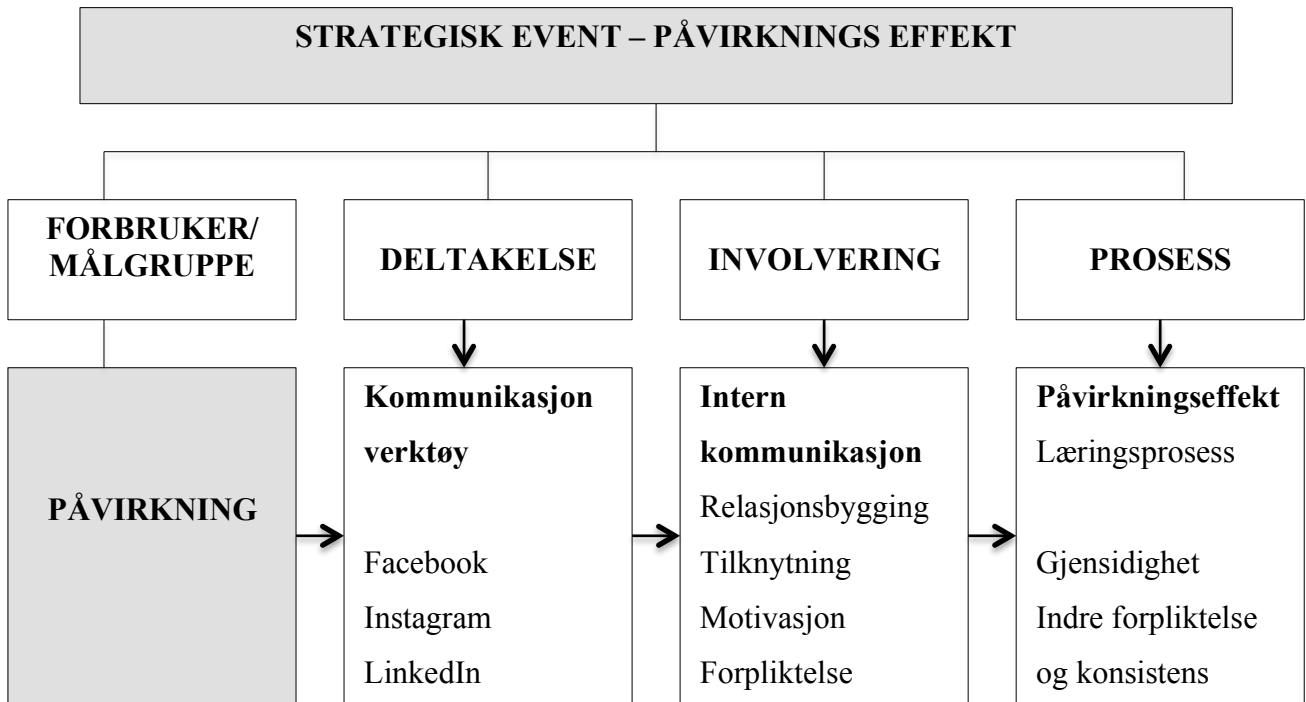 STRATEGISK EVENT – PÅVIRKNINGS EFFEKT
FORBRUKER/
MÅLGRUPPE
DELTAKELSE
INVOLVERING
PROSESS
PÅVIRKNING
Kommunikasjon
verktøy
Facebook
Instagram
LinkedIn
Intern
kommunikasjon
Relasjonsbygging
Tilknytning
Motivasjon
Forpliktelse
Påvirkningseffekt
Læringsprosess
Gjensidighet
Indre forpliktelse
og konsistens